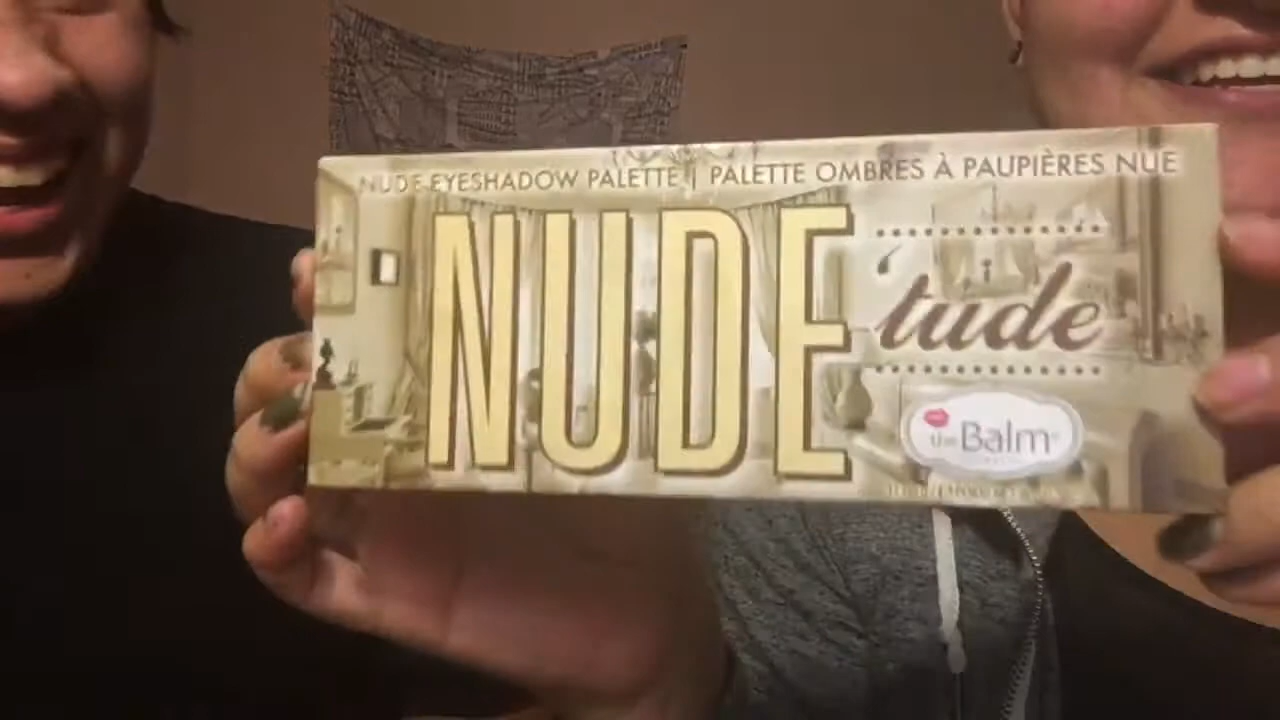 NUDE EYESHADOW PALETTE | PALETTE OMBRES À PAUPIÈRES NUE
NUDE 'tude
the Balm®